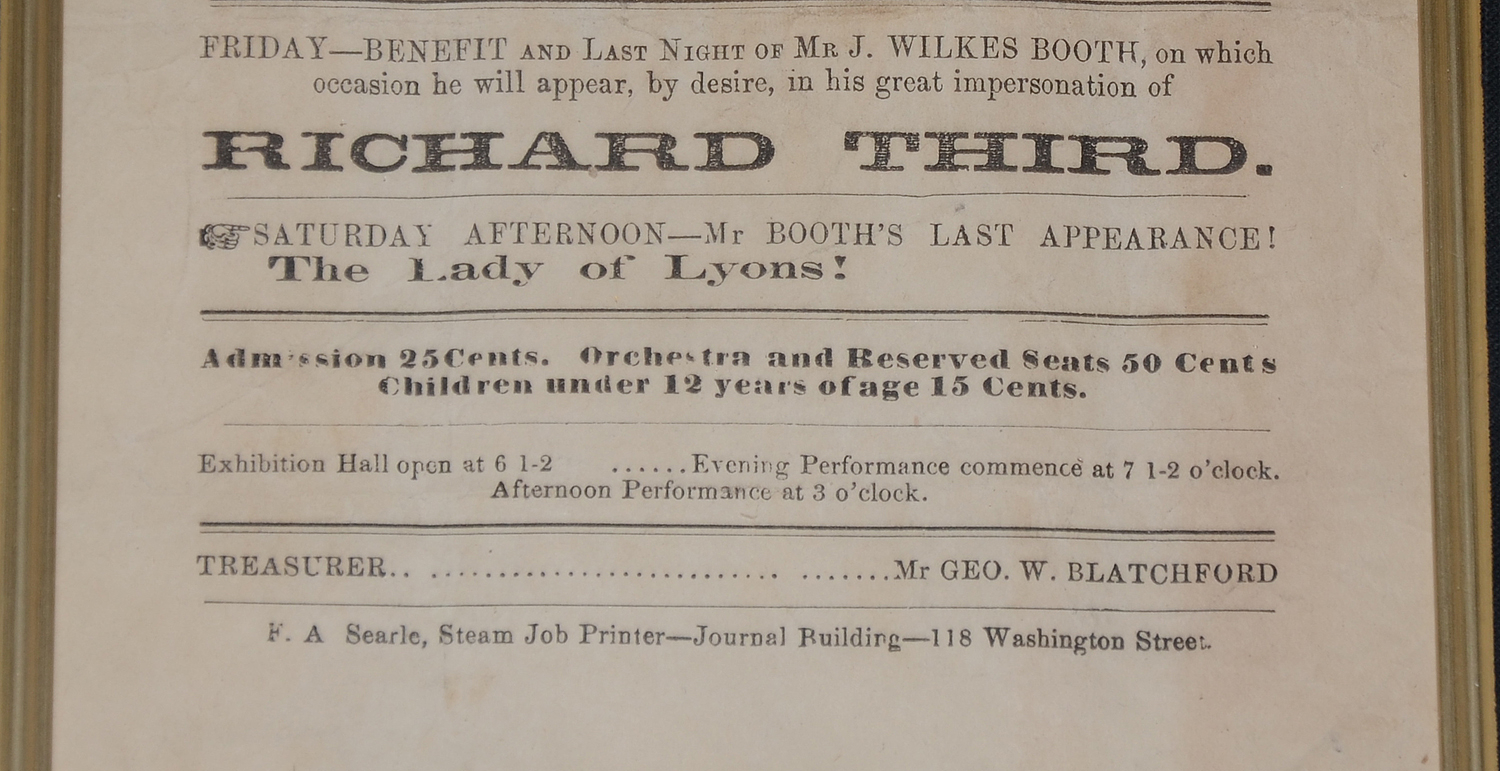 FRIDAY—BENEFIT AND LAST NIGHT OF MR J. WILKES BOOTH, on which
occasion he will appear, by desire, in his great impersonation of
RICHARD THIRD.
☞SATURDAY AFTERNOON—Mr BOOTH'S LAST APPEARANCE!
The Lady of Lyons!
Admission 25Cents. Orchestra and Reserved Seats 50 Cents
Children under 12 years of age 15 Cents.
Exhibition Hall open at 6 1-2 ......Evening Performance commence at 7 1-2 o'clock.
Afternoon Performance at 3 o'clock.
TREASURER.. .......................... .......Mr GEO. W. BLATCHFORD
F. A Searle, Steam Job Printer—Journal Building—118 Washington Street.